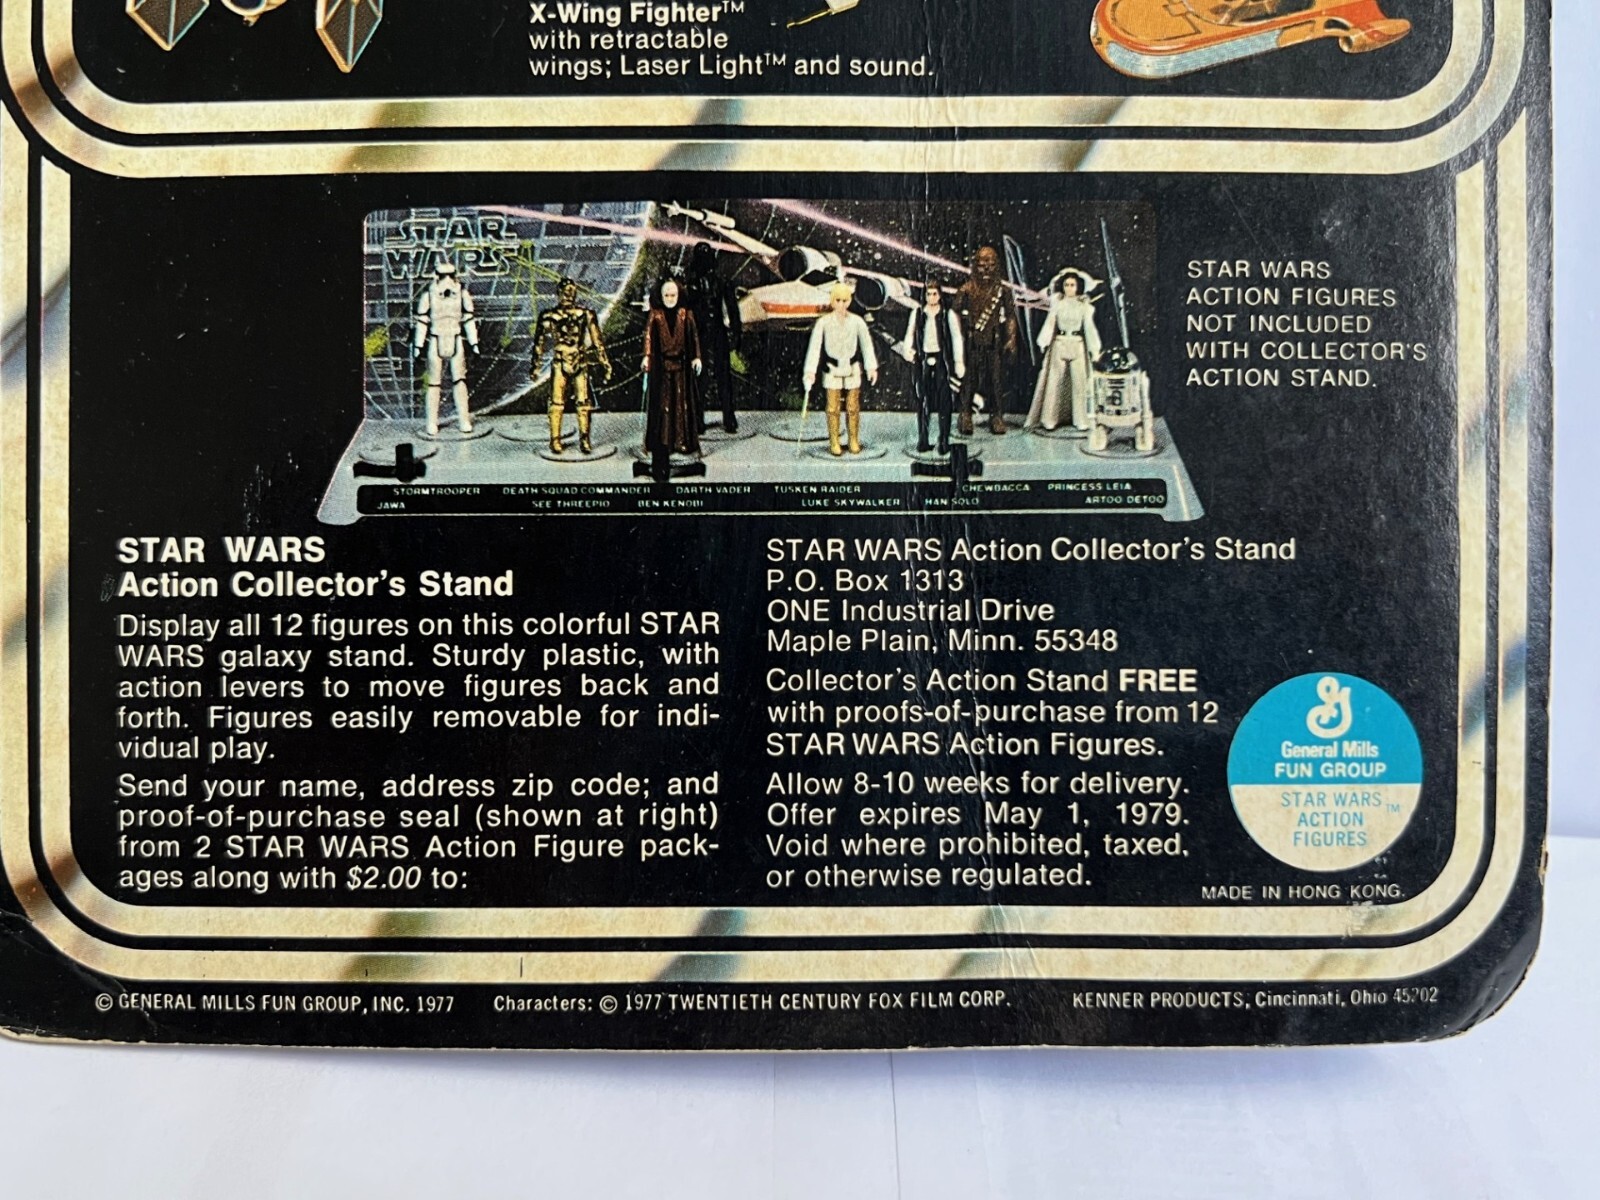 X-Wing Fighter™
with retractable
wings; Laser Light™ and sound.
STAR
WARS
STAR WARS
ACTION FIGURES
NOT INCLUDED
WITH COLLECTOR'S
ACTION STAND.
STORMTROOPER DEATH SQUAD COMMANDER DARTH VADER TUSKEN RAIDER CHEWBACCA PRINCESS LEIA
JAWA SEE THREEPIO BEN KENOBI LUKE SKYWALKER HAN SOLO ARTOO DETOO
STAR WARS
Action Collector's Stand
Display all 12 figures on this colorful STAR
WARS galaxy stand. Sturdy plastic, with
action levers to move figures back and
forth. Figures easily removable for indi-
vidual play.
Send your name, address zip code; and
proof-of-purchase seal (shown at right)
from 2 STAR WARS Action Figure pack-
ages along with $2.00 to:
STAR WARS Action Collector's Stand
P.O. Box 1313
ONE Industrial Drive
Maple Plain, Minn. 55348
Collector's Action Stand FREE
with proofs-of-purchase from 12
STAR WARS Action Figures.
Allow 8-10 weeks for delivery.
Offer expires May 1, 1979.
Void where prohibited, taxed,
or otherwise regulated.
G
General Mills
FUN GROUP
STAR WARS™
ACTION
FIGURES
MADE IN HONG KONG.
© GENERAL MILLS FUN GROUP, INC. 1977 Characters: © 1977 TWENTIETH CENTURY FOX FILM CORP. KENNER PRODUCTS, Cincinnati, Ohio 45202